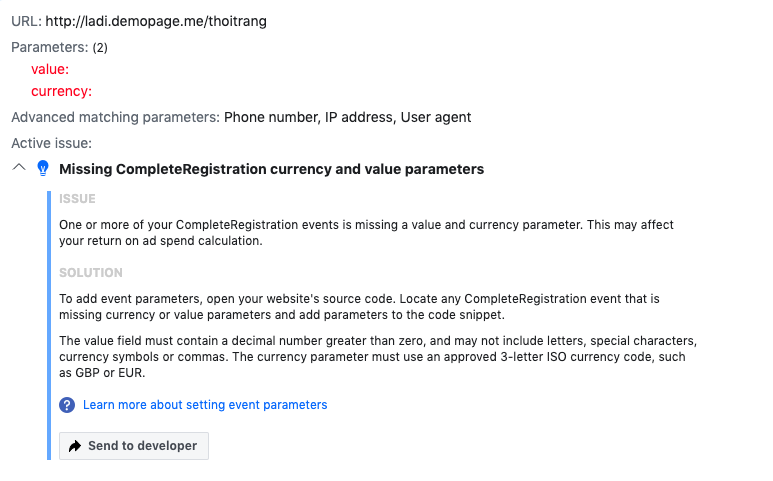 URL: http://ladi.demopage.me/thoitrang
Parameters: (2)
value:
currency:
Advanced matching parameters: Phone number, IP address, User agent
Active issue:
Missing CompleteRegistration currency and value parameters
ISSUE
One or more of your CompleteRegistration events is missing a value and currency parameter. This may affect
your return on ad spend calculation.
SOLUTION
To add event parameters, open your website's source code. Locate any CompleteRegistration event that is
missing currency or value parameters and add parameters to the code snippet.
The value field must contain a decimal number greater than zero, and may not include letters, special characters,
currency symbols or commas. The currency parameter must use an approved 3-letter ISO currency code, such
as GBP or EUR.
? Learn more about setting event parameters
Send to developer